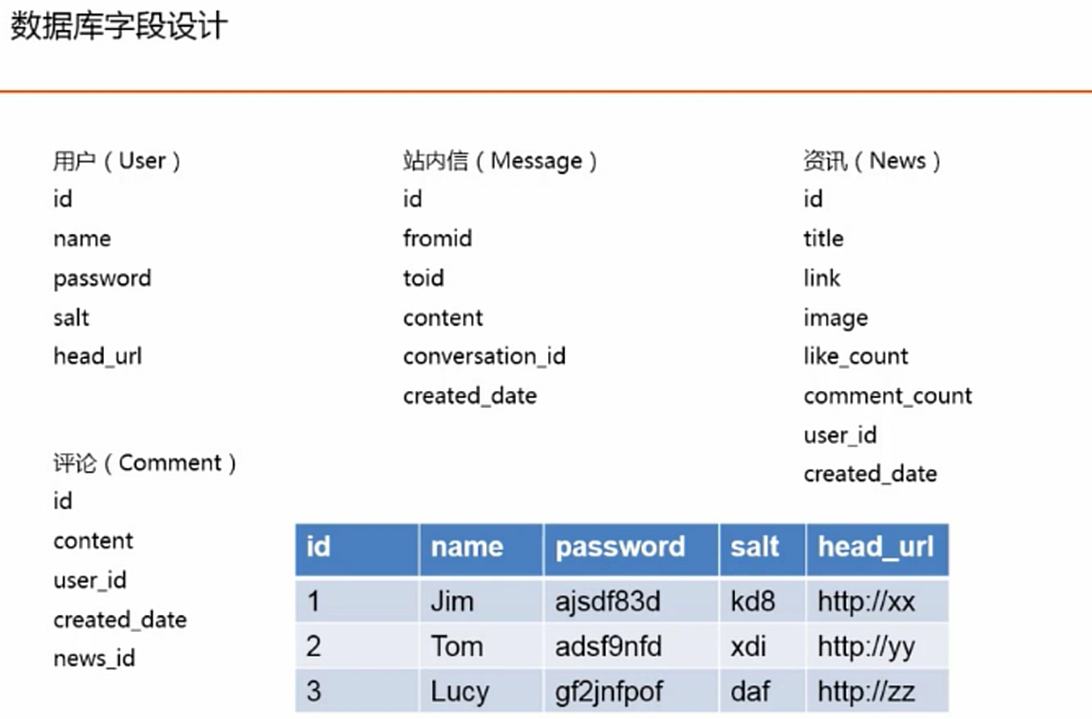 数据库字段设计
用户（User）
id
name
password
salt
head_url
站内信（Message）
id
fromid
toid
content
conversation_id
created_date
资讯（News）
id
title
link
image
like_count
comment_count
user_id
created_date
评论（Comment）
id
content
user_id
created_date
news_id
id name password salt head_url
1 Jim ajsdf83d kd8 http://xx
2 Tom adsf9nfd xdi http://yy
3 Lucy gf2jnfpof daf http://zz